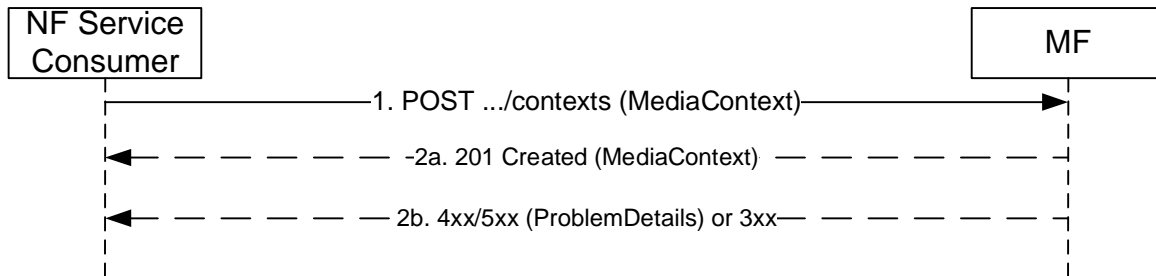 NF Service
Consumer
MF
1. POST .../contexts (MediaContext)
2a. 201 Created (MediaContext)
2b. 4xx/5xx (ProblemDetails) or 3xx